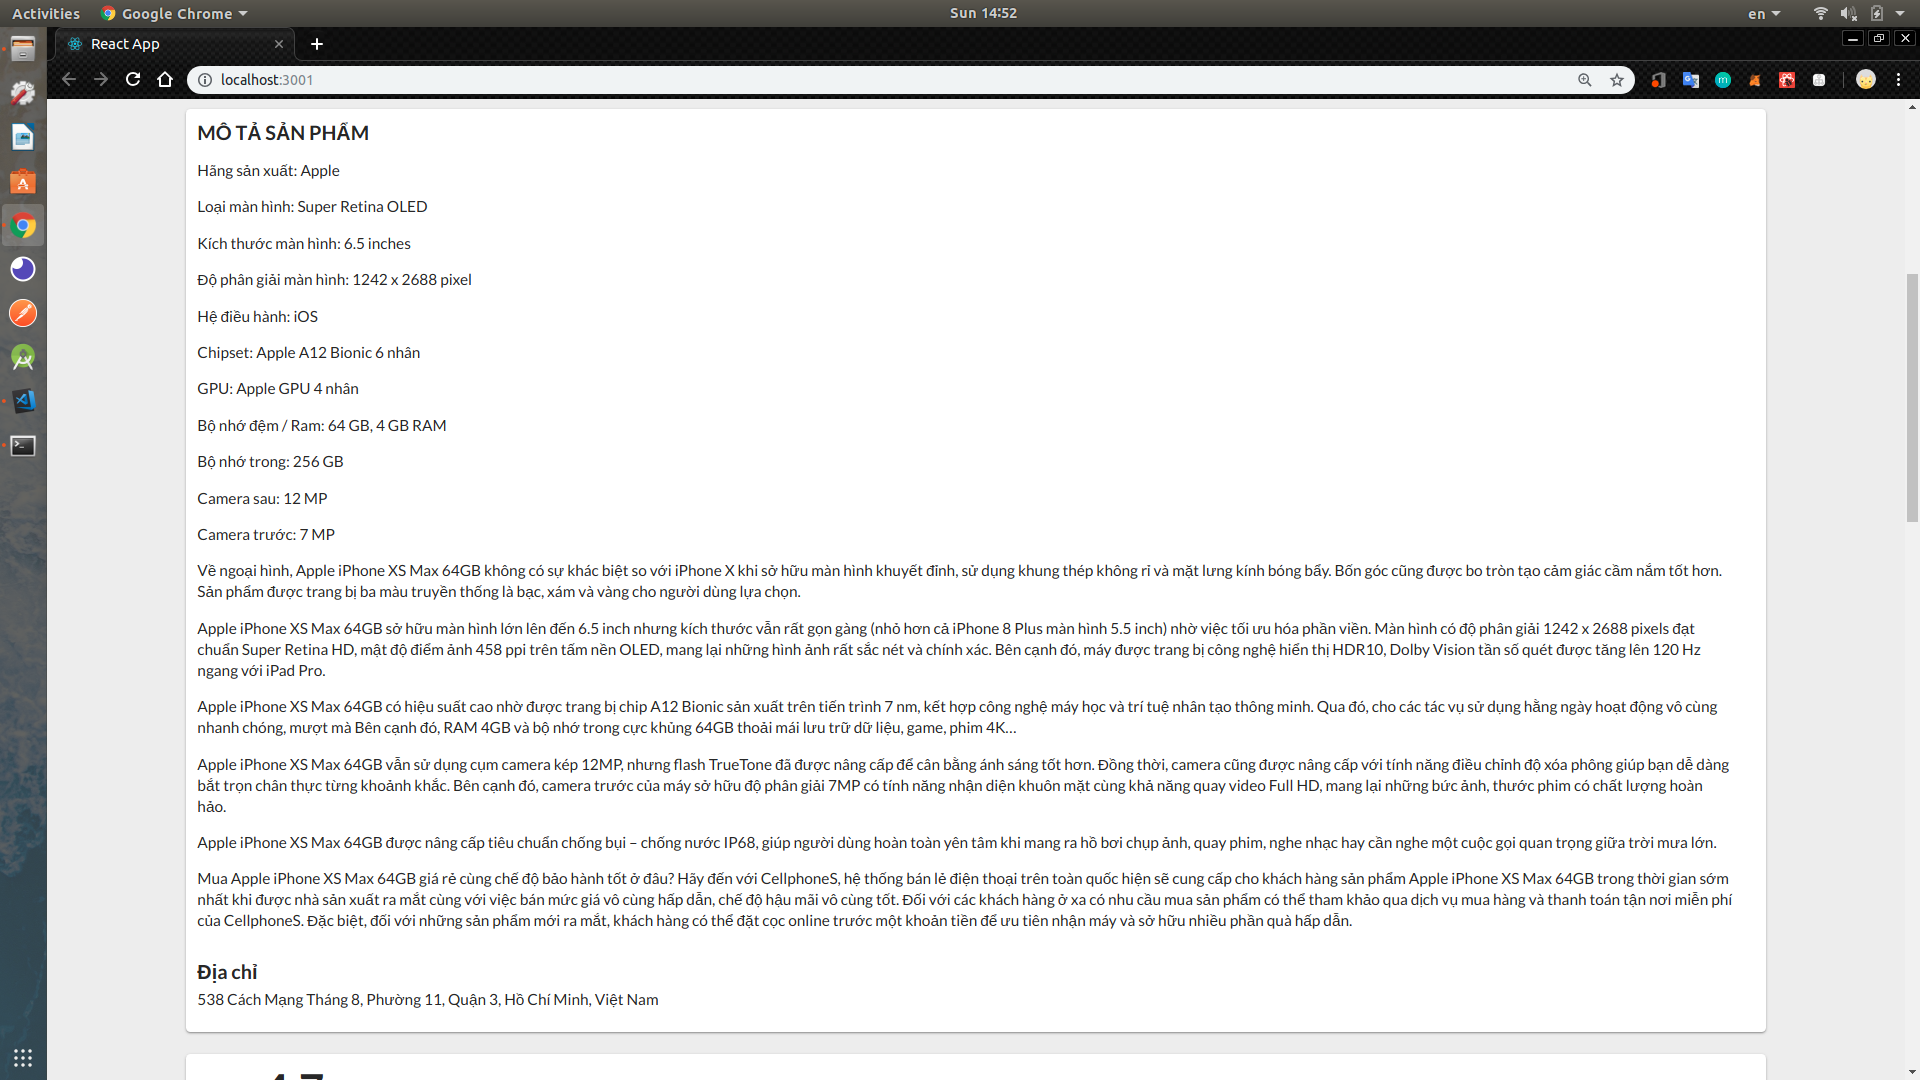 Activities
Google Chrome
Sun 14:52
en
React App
localhost:3001
MÔ TẢ SẢN PHẨM
Hãng sản xuất: Apple
Loại màn hình: Super Retina OLED
Kích thước màn hình: 6.5 inches
Độ phân giải màn hình: 1242 x 2688 pixel
Hệ điều hành: iOS
Chipset: Apple A12 Bionic 6 nhân
GPU: Apple GPU 4 nhân
Bộ nhớ đệm / Ram: 64 GB, 4 GB RAM
Bộ nhớ trong: 256 GB
Camera sau: 12 MP
Camera trước: 7 MP
Về ngoại hình, Apple iPhone XS Max 64GB không có sự khác biệt so với iPhone X khi sở hữu màn hình khuyết đỉnh, sử dụng khung thép không rỉ và mặt lưng kính bóng bẩy. Bốn góc cũng được bo tròn tạo cảm giác cầm nắm tốt hơn.
Sản phẩm được trang bị ba màu truyền thống là bạc, xám và vàng cho người dùng lựa chọn.
Apple iPhone XS Max 64GB sở hữu màn hình lớn lên đến 6.5 inch nhưng kích thước vẫn rất gọn gàng (nhỏ hơn cả iPhone 8 Plus màn hình 5.5 inch) nhờ việc tối ưu hóa phần viền. Màn hình có độ phân giải 1242 x 2688 pixels đạt
chuẩn Super Retina HD, mật độ điểm ảnh 458 ppi trên tấm nền OLED, mang lại những hình ảnh rất sắc nét và chính xác. Bên cạnh đó, máy được trang bị công nghệ hiển thị HDR10, Dolby Vision tần số quét được tăng lên 120 Hz
ngang với iPad Pro.
Apple iPhone XS Max 64GB có hiệu suất cao nhờ được trang bị chip A12 Bionic sản xuất trên tiến trình 7 nm, kết hợp công nghệ máy học và trí tuệ nhân tạo thông minh. Qua đó, cho các tác vụ sử dụng hằng ngày hoạt động vô cùng
nhanh chóng, mượt mà Bên cạnh đó, RAM 4GB và bộ nhớ trong cực khủng 64GB thoải mái lưu trữ dữ liệu, game, phim 4K…
Apple iPhone XS Max 64GB vẫn sử dụng cụm camera kép 12MP, nhưng flash TrueTone đã được nâng cấp để cân bằng ánh sáng tốt hơn. Đồng thời, camera cũng được nâng cấp với tính năng điều chỉnh độ xóa phông giúp bạn dễ dàng
bắt trọn chân thực từng khoảnh khắc. Bên cạnh đó, camera trước của máy sở hữu độ phân giải 7MP có tính năng nhận diện khuôn mặt cùng khả năng quay video Full HD, mang lại những bức ảnh, thước phim có chất lượng hoàn
hảo.
Apple iPhone XS Max 64GB được nâng cấp tiêu chuẩn chống bụi – chống nước IP68, giúp người dùng hoàn toàn yên tâm khi mang ra hồ bơi chụp ảnh, quay phim, nghe nhạc hay cần nghe một cuộc gọi quan trọng giữa trời mưa lớn.
Mua Apple iPhone XS Max 64GB giá rẻ cùng chế độ bảo hành tốt ở đâu? Hãy đến với CellphoneS, hệ thống bán lẻ điện thoại trên toàn quốc hiện sẽ cung cấp cho khách hàng sản phẩm Apple iPhone XS Max 64GB trong thời gian sớm
nhất khi được nhà sản xuất ra mắt cùng với việc bán mức giá vô cùng hấp dẫn, chế độ hậu mãi vô cùng tốt. Đối với các khách hàng ở xa có nhu cầu mua sản phẩm có thể tham khảo qua dịch vụ mua hàng và thanh toán tận nơi miễn phí
của CellphoneS. Đặc biệt, đối với những sản phẩm mới ra mắt, khách hàng có thể đặt cọc online trước một khoản tiền để ưu tiên nhận máy và sở hữu nhiều phần quà hấp dẫn.
Địa chỉ
538 Cách Mạng Tháng 8, Phường 11, Quận 3, Hồ Chí Minh, Việt Nam